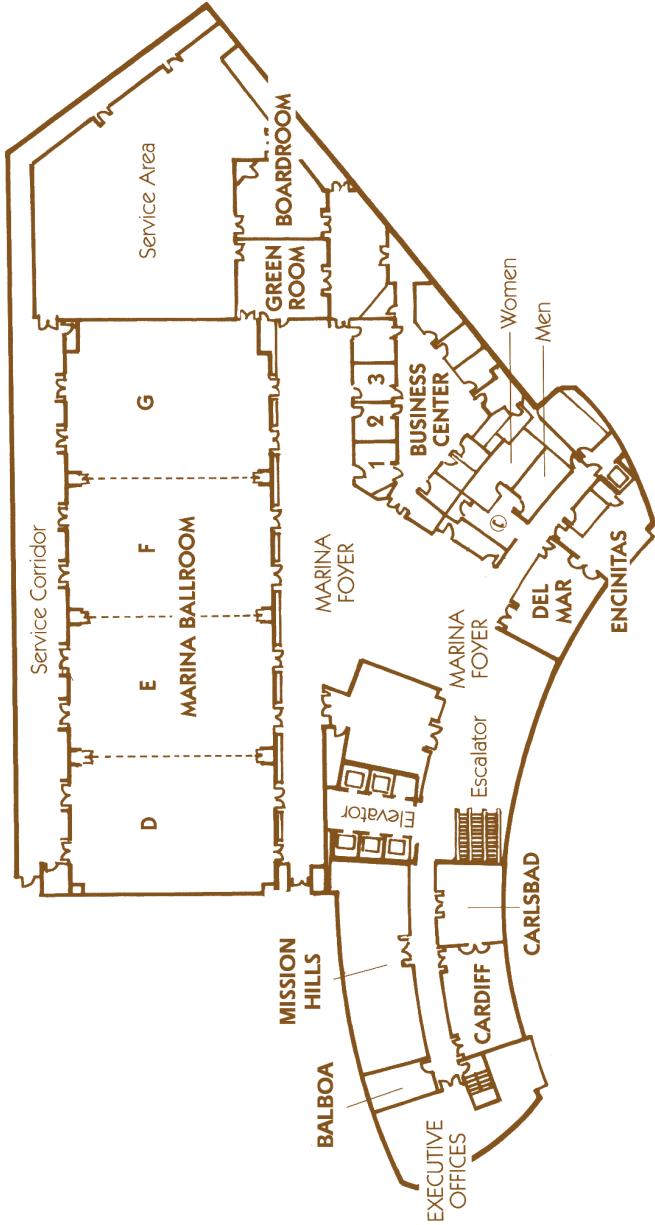 Service Area
BOARDROOM
GREEN
ROOM
Service Corridor
D
E
F
G
MARINA BALLROOM
MARINA
FOYER
1
2
3
BUSINESS
CENTER
Women
Men
MARINA
FOYER
DEL
MAR
ENCINITAS
Elevator
Escalator
MISSION
HILLS
CARLSBAD
CARDIFF
BALBOA
EXECUTIVE
OFFICES